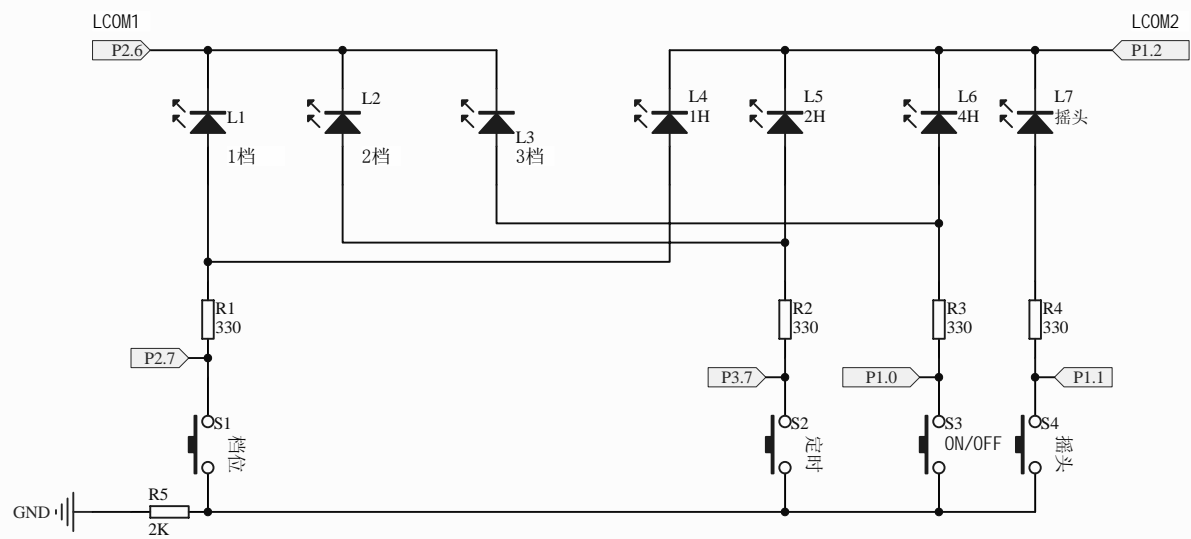 LCOM1
LCOM2
P2.6
P1.2
L1
1档
L2
2档
L3
3档
L4
1H
L5
2H
L6
4H
L7
摇头
R1
330
R2
330
R3
330
R4
330
P2.7
P3.7
P1.0
P1.1
S1
档位
S2
定时
S3
ON/OFF
S4
摇头
R5
2K
GND